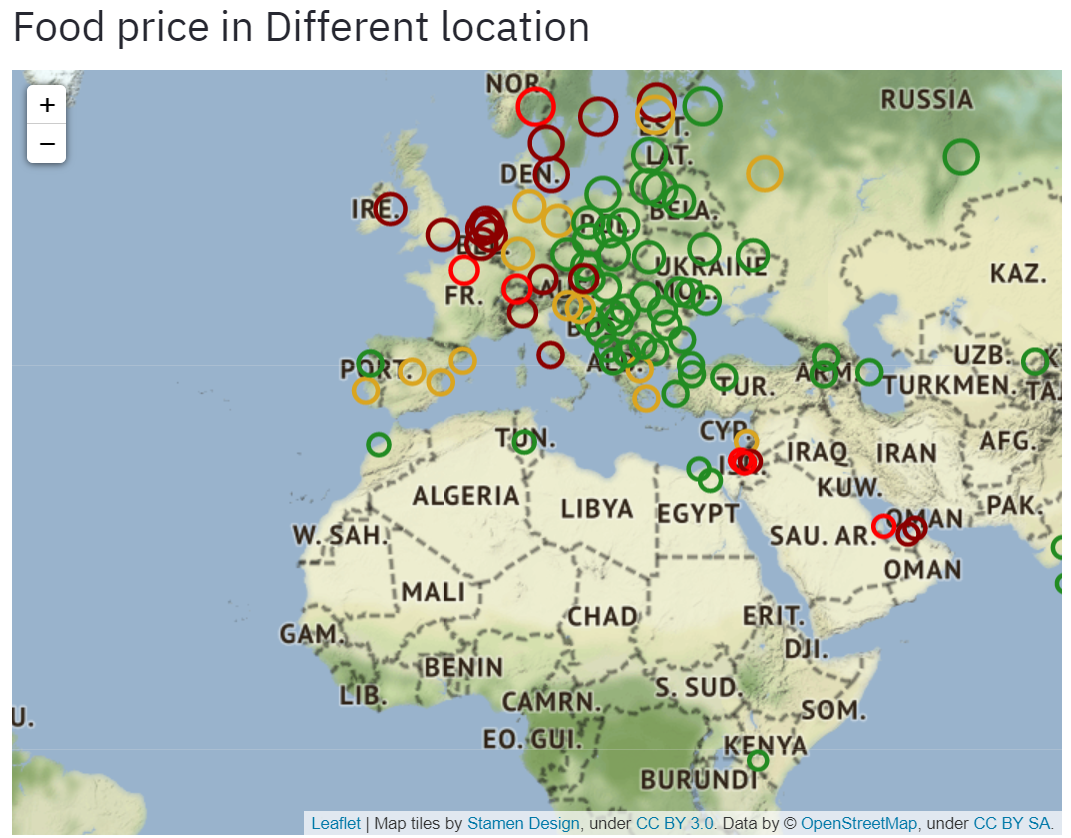 Food price in Different location
+
−
NOR.
RUSSIA
EST.
LAT.
DEN.
IRE.
BELA.
POL.
BEL.
UKRAINE
KAZ.
FR.
MOL.
PORT.
ALB.
UZB.
ARM.
TURKMEN.
TUR.
CYP.
TUN.
AFG.
IRAQ
IRAN
ISR.
KUW.
ALGERIA
LIBYA
EGYPT
PAK.
OMAN
W. SAH.
SAU. AR.
OMAN
MALI
CHAD
ERIT.
GAM.
DJI.
BENIN
S. SUD.
LIB.
CAMRN.
SOM.
U.
EQ. GUI.
KENYA
BURUNDI
Leaflet | Map tiles by Stamen Design, under CC BY 3.0. Data by © OpenStreetMap, under CC BY SA.